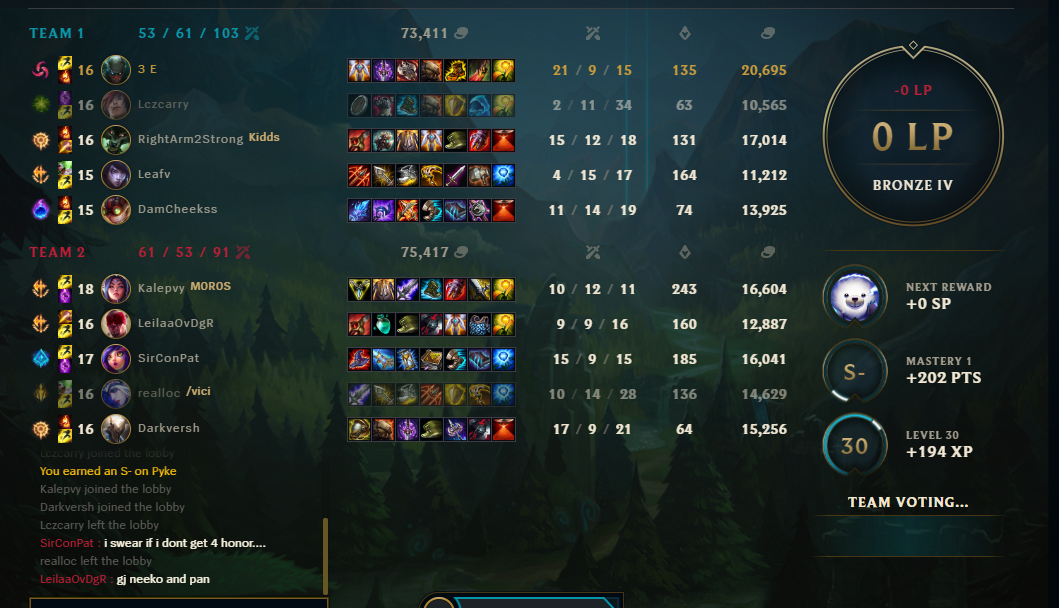 TEAM 1 53 / 61 / 103 73,411
16 3 E 21 / 9 / 15 135 20,695
16 Lczcarry 2 / 11 / 34 63 10,565
16 RightArm2Strong Kidds 15 / 12 / 18 131 17,014
15 Leafv 4 / 15 / 17 164 11,212
15 DamCheekss 11 / 14 / 19 74 13,925
TEAM 2 61 / 53 / 91 75,417
18 Kalepvy MOROS 10 / 12 / 11 243 16,604
16 LeilaaOvDgR 9 / 9 / 16 160 12,887
17 SirConPat 15 / 9 / 15 185 16,041
16 realloc /vici 10 / 14 / 28 136 14,629
16 Darkversh 17 / 9 / 21 64 15,256
Lczcarry joined the lobby
You earned an S- on Pyke
Kalepvy joined the lobby
Darkversh joined the lobby
Lczcarry left the lobby
SirConPat : i swear if i dont get 4 honor....
realloc left the lobby
LeilaaOvDgR : gj neeko and pan
-0 LP
0 LP
BRONZE IV
NEXT REWARD
+0 SP
S-
MASTERY 1
+202 PTS
30
LEVEL 30
+194 XP
TEAM VOTING...